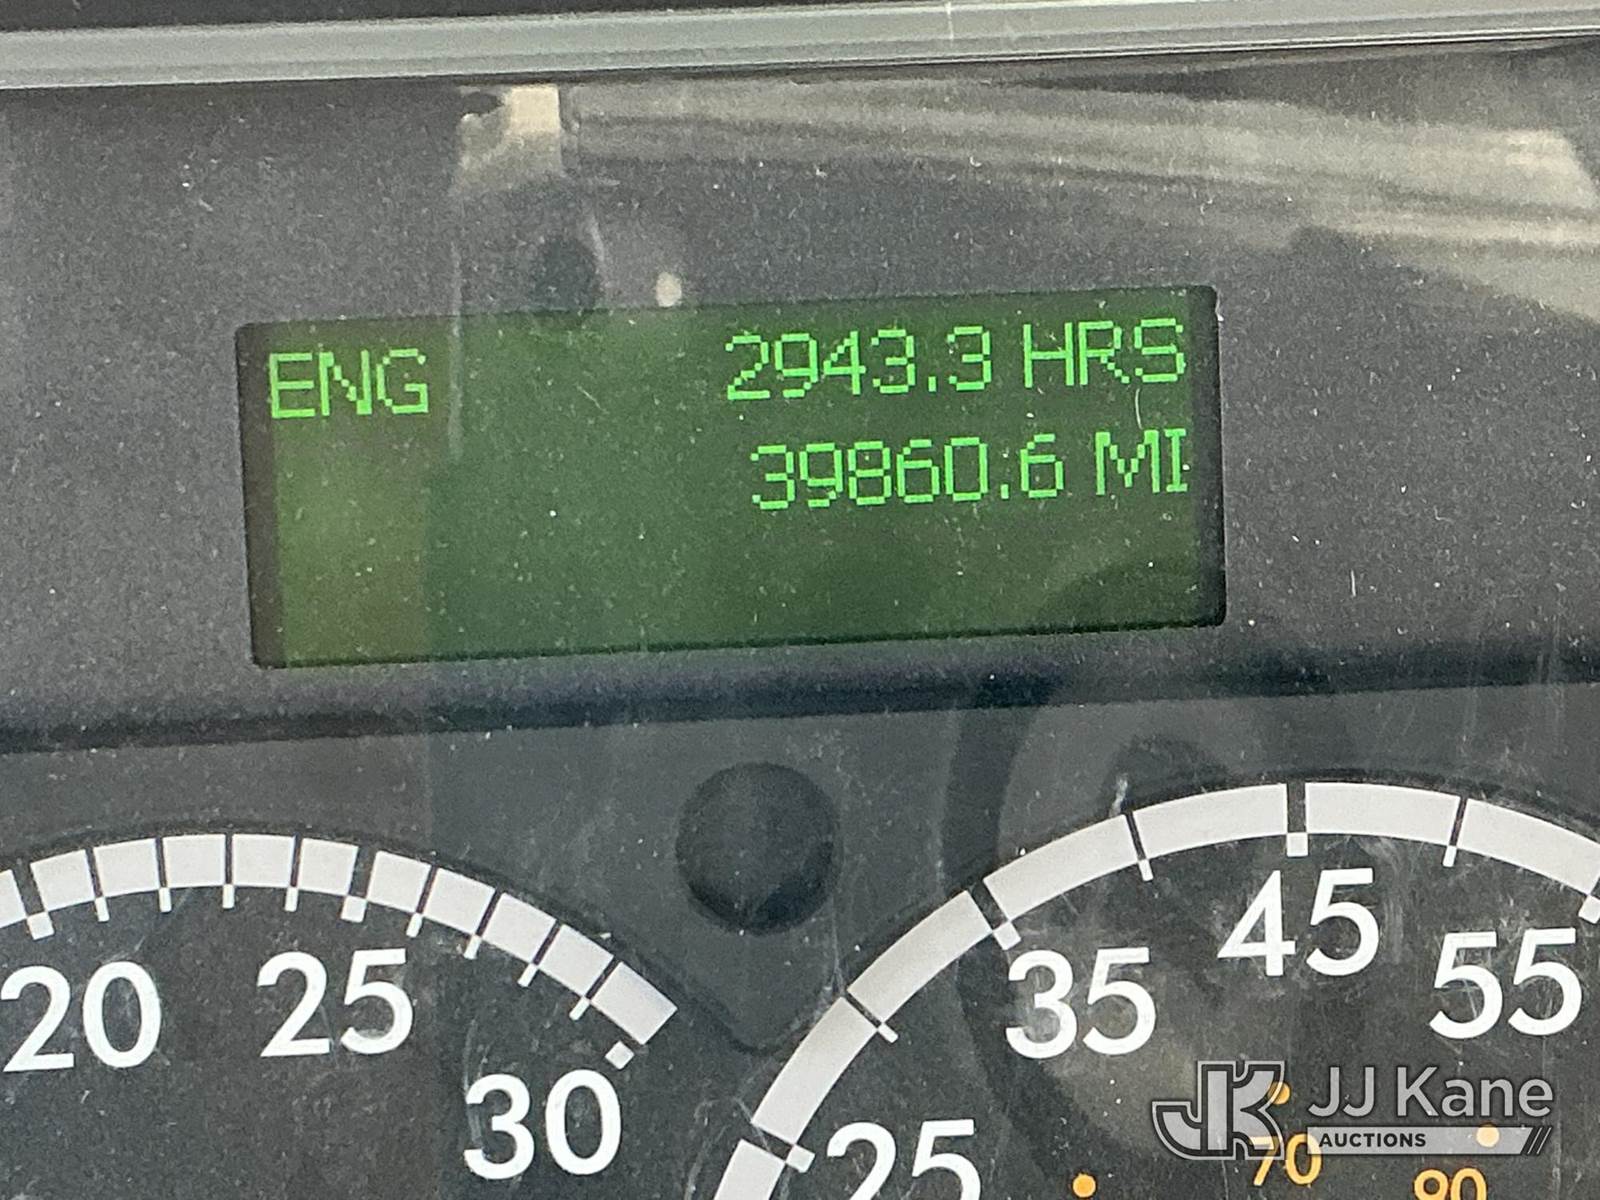 ENG 2943.3 HRS
39860.6 MI
20 25 30
25 35 45 55
70 90
JJ Kane
AUCTIONS